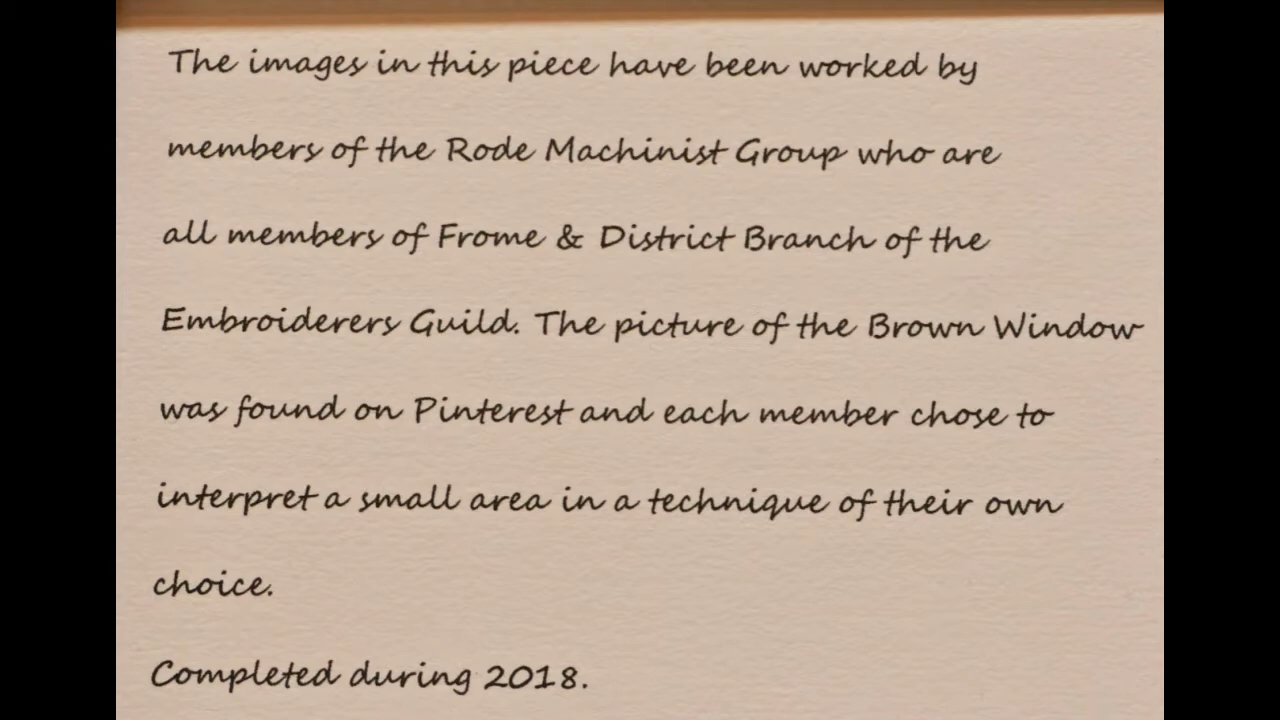 The images in this piece have been worked by
members of the Rode Machinist Group who are
all members of Frome & District Branch of the
Embroiderers Guild. The picture of the Brown Window
was found on Pinterest and each member chose to
interpret a small area in a technique of their own
choice.
Completed during 2018.